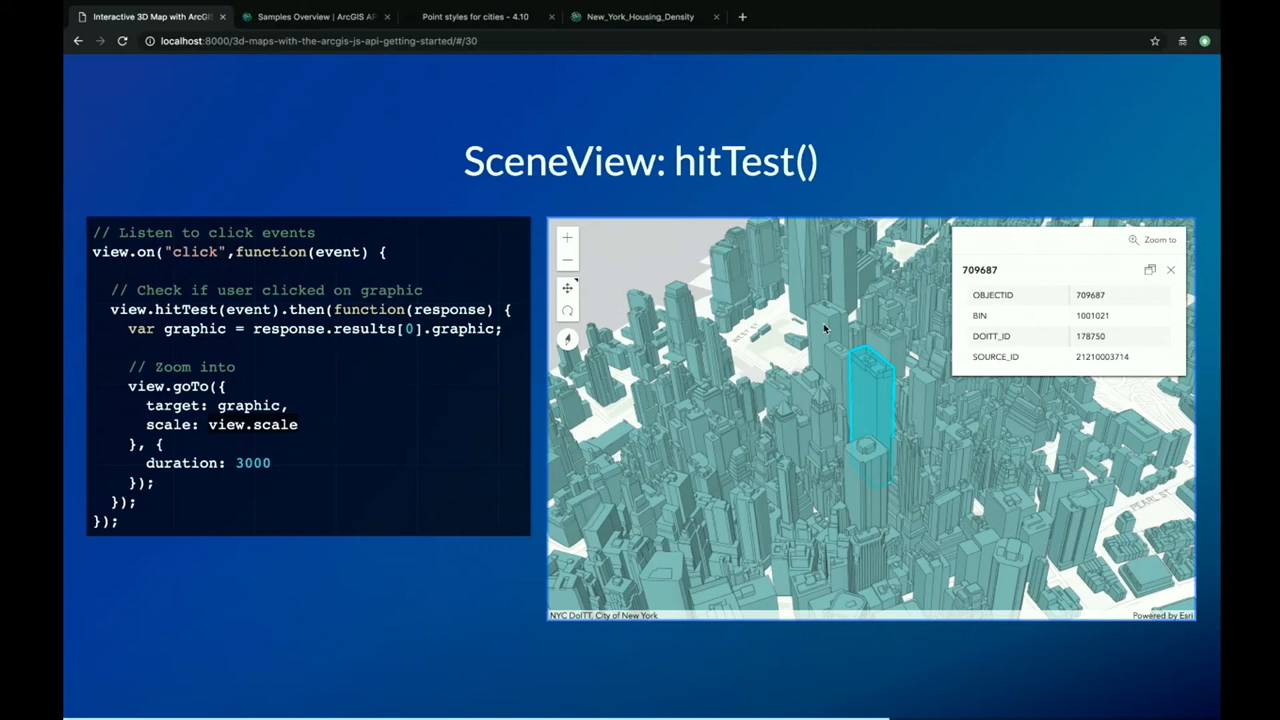 Interactive 3D Map with ArcGIS
Samples Overview | ArcGIS AP
Point styles for cities - 4.10
New_York_Housing_Density
localhost:8000/3d-maps-with-the-arcgis-js-api-getting-started/#/30
SceneView: hitTest()
// Listen to click events
view.on("click",function(event) {
// Check if user clicked on graphic
view.hitTest(event).then(function(response) {
var graphic = response.results[0].graphic;
// Zoom into
view.goTo({
target: graphic,
scale: view.scale
}, {
duration: 3000
});
});
});
Zoom to
709687
OBJECTID 709687
BIN 1001021
DOITT_ID 178750
SOURCE_ID 21210003714
WEST ST
PEARL ST
NYC DoITT, City of New York
Powered by Esri